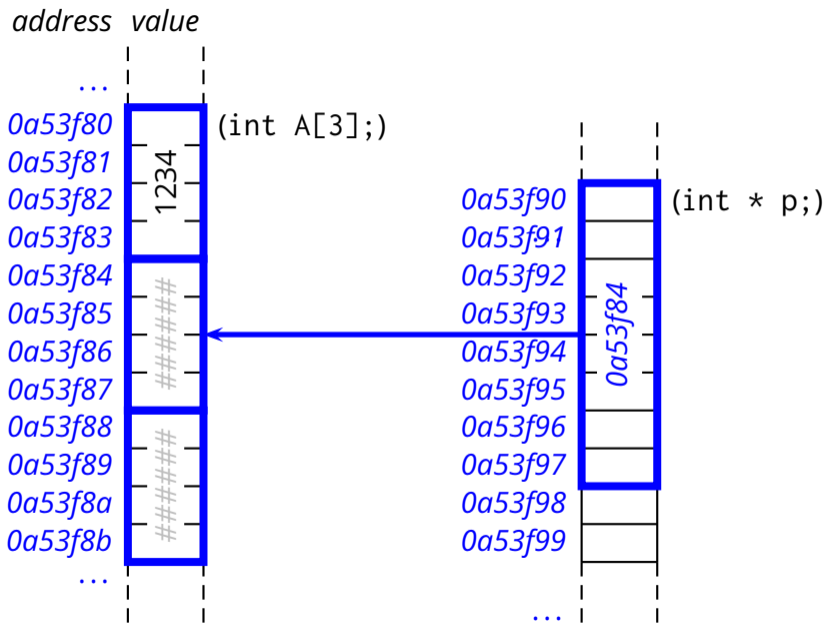 address value
...
0a53f80 (int A[3];)
0a53f81
0a53f82
0a53f83
1234
0a53f84
0a53f85
0a53f86
0a53f87
####
0a53f88
0a53f89
0a53f8a
0a53f8b
####
...
0a53f90 (int * p;)
0a53f91
0a53f92
0a53f93
0a53f94
0a53f95
0a53f96
0a53f97
0a53f84
0a53f98
0a53f99
...